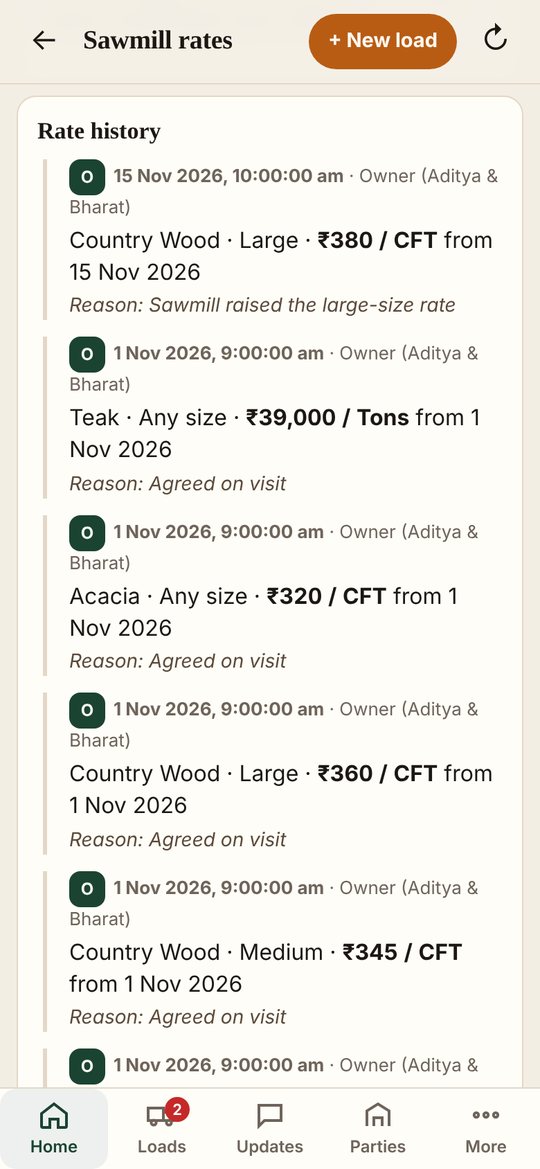 Sawmill rates
+ New load
Rate history
O 15 Nov 2026, 10:00:00 am · Owner (Aditya &
Bharat)
Country Wood · Large · ₹380 / CFT from
15 Nov 2026
Reason: Sawmill raised the large-size rate
O 1 Nov 2026, 9:00:00 am · Owner (Aditya &
Bharat)
Teak · Any size · ₹39,000 / Tons from 1
Nov 2026
Reason: Agreed on visit
O 1 Nov 2026, 9:00:00 am · Owner (Aditya &
Bharat)
Acacia · Any size · ₹320 / CFT from 1
Nov 2026
Reason: Agreed on visit
O 1 Nov 2026, 9:00:00 am · Owner (Aditya &
Bharat)
Country Wood · Large · ₹360 / CFT from
1 Nov 2026
Reason: Agreed on visit
O 1 Nov 2026, 9:00:00 am · Owner (Aditya &
Bharat)
Country Wood · Medium · ₹345 / CFT
from 1 Nov 2026
Reason: Agreed on visit
O 1 Nov 2026, 9:00:00 am · Owner (Aditya &
2
Home
Loads
Updates
Parties
More